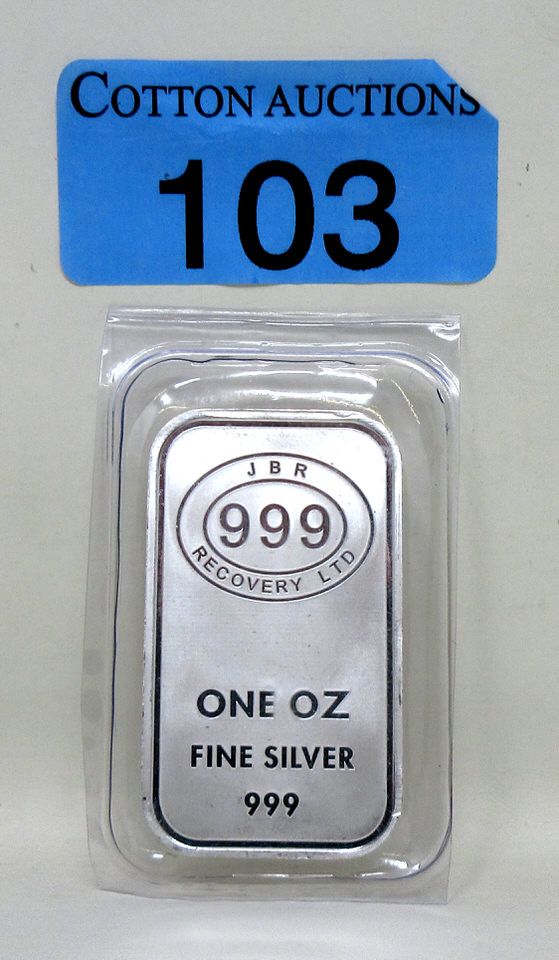 COTTON AUCTIONS
103
JBR
999
RECOVERY LTD
ONE OZ
FINE SILVER
999